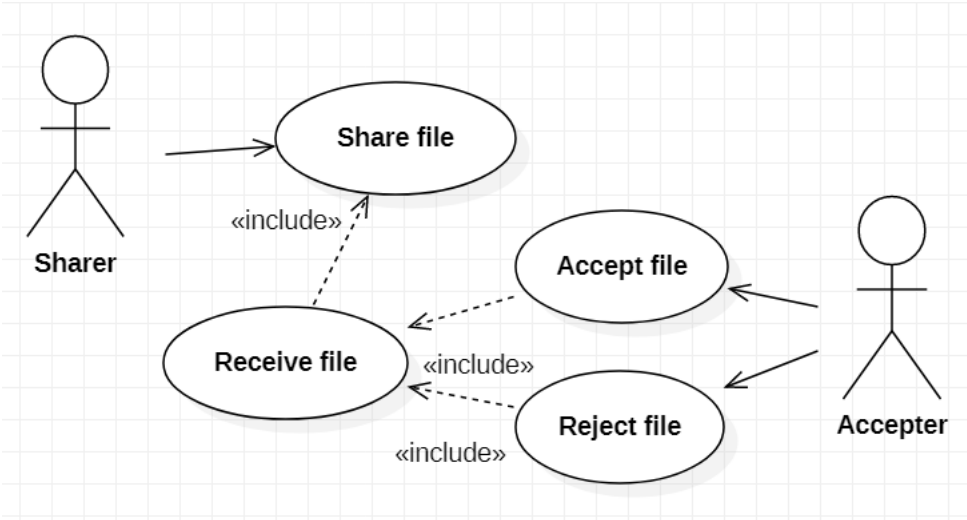 Share file
«include»
Sharer
Accept file
Receive file
«include»
Reject file
Accepter
«include»